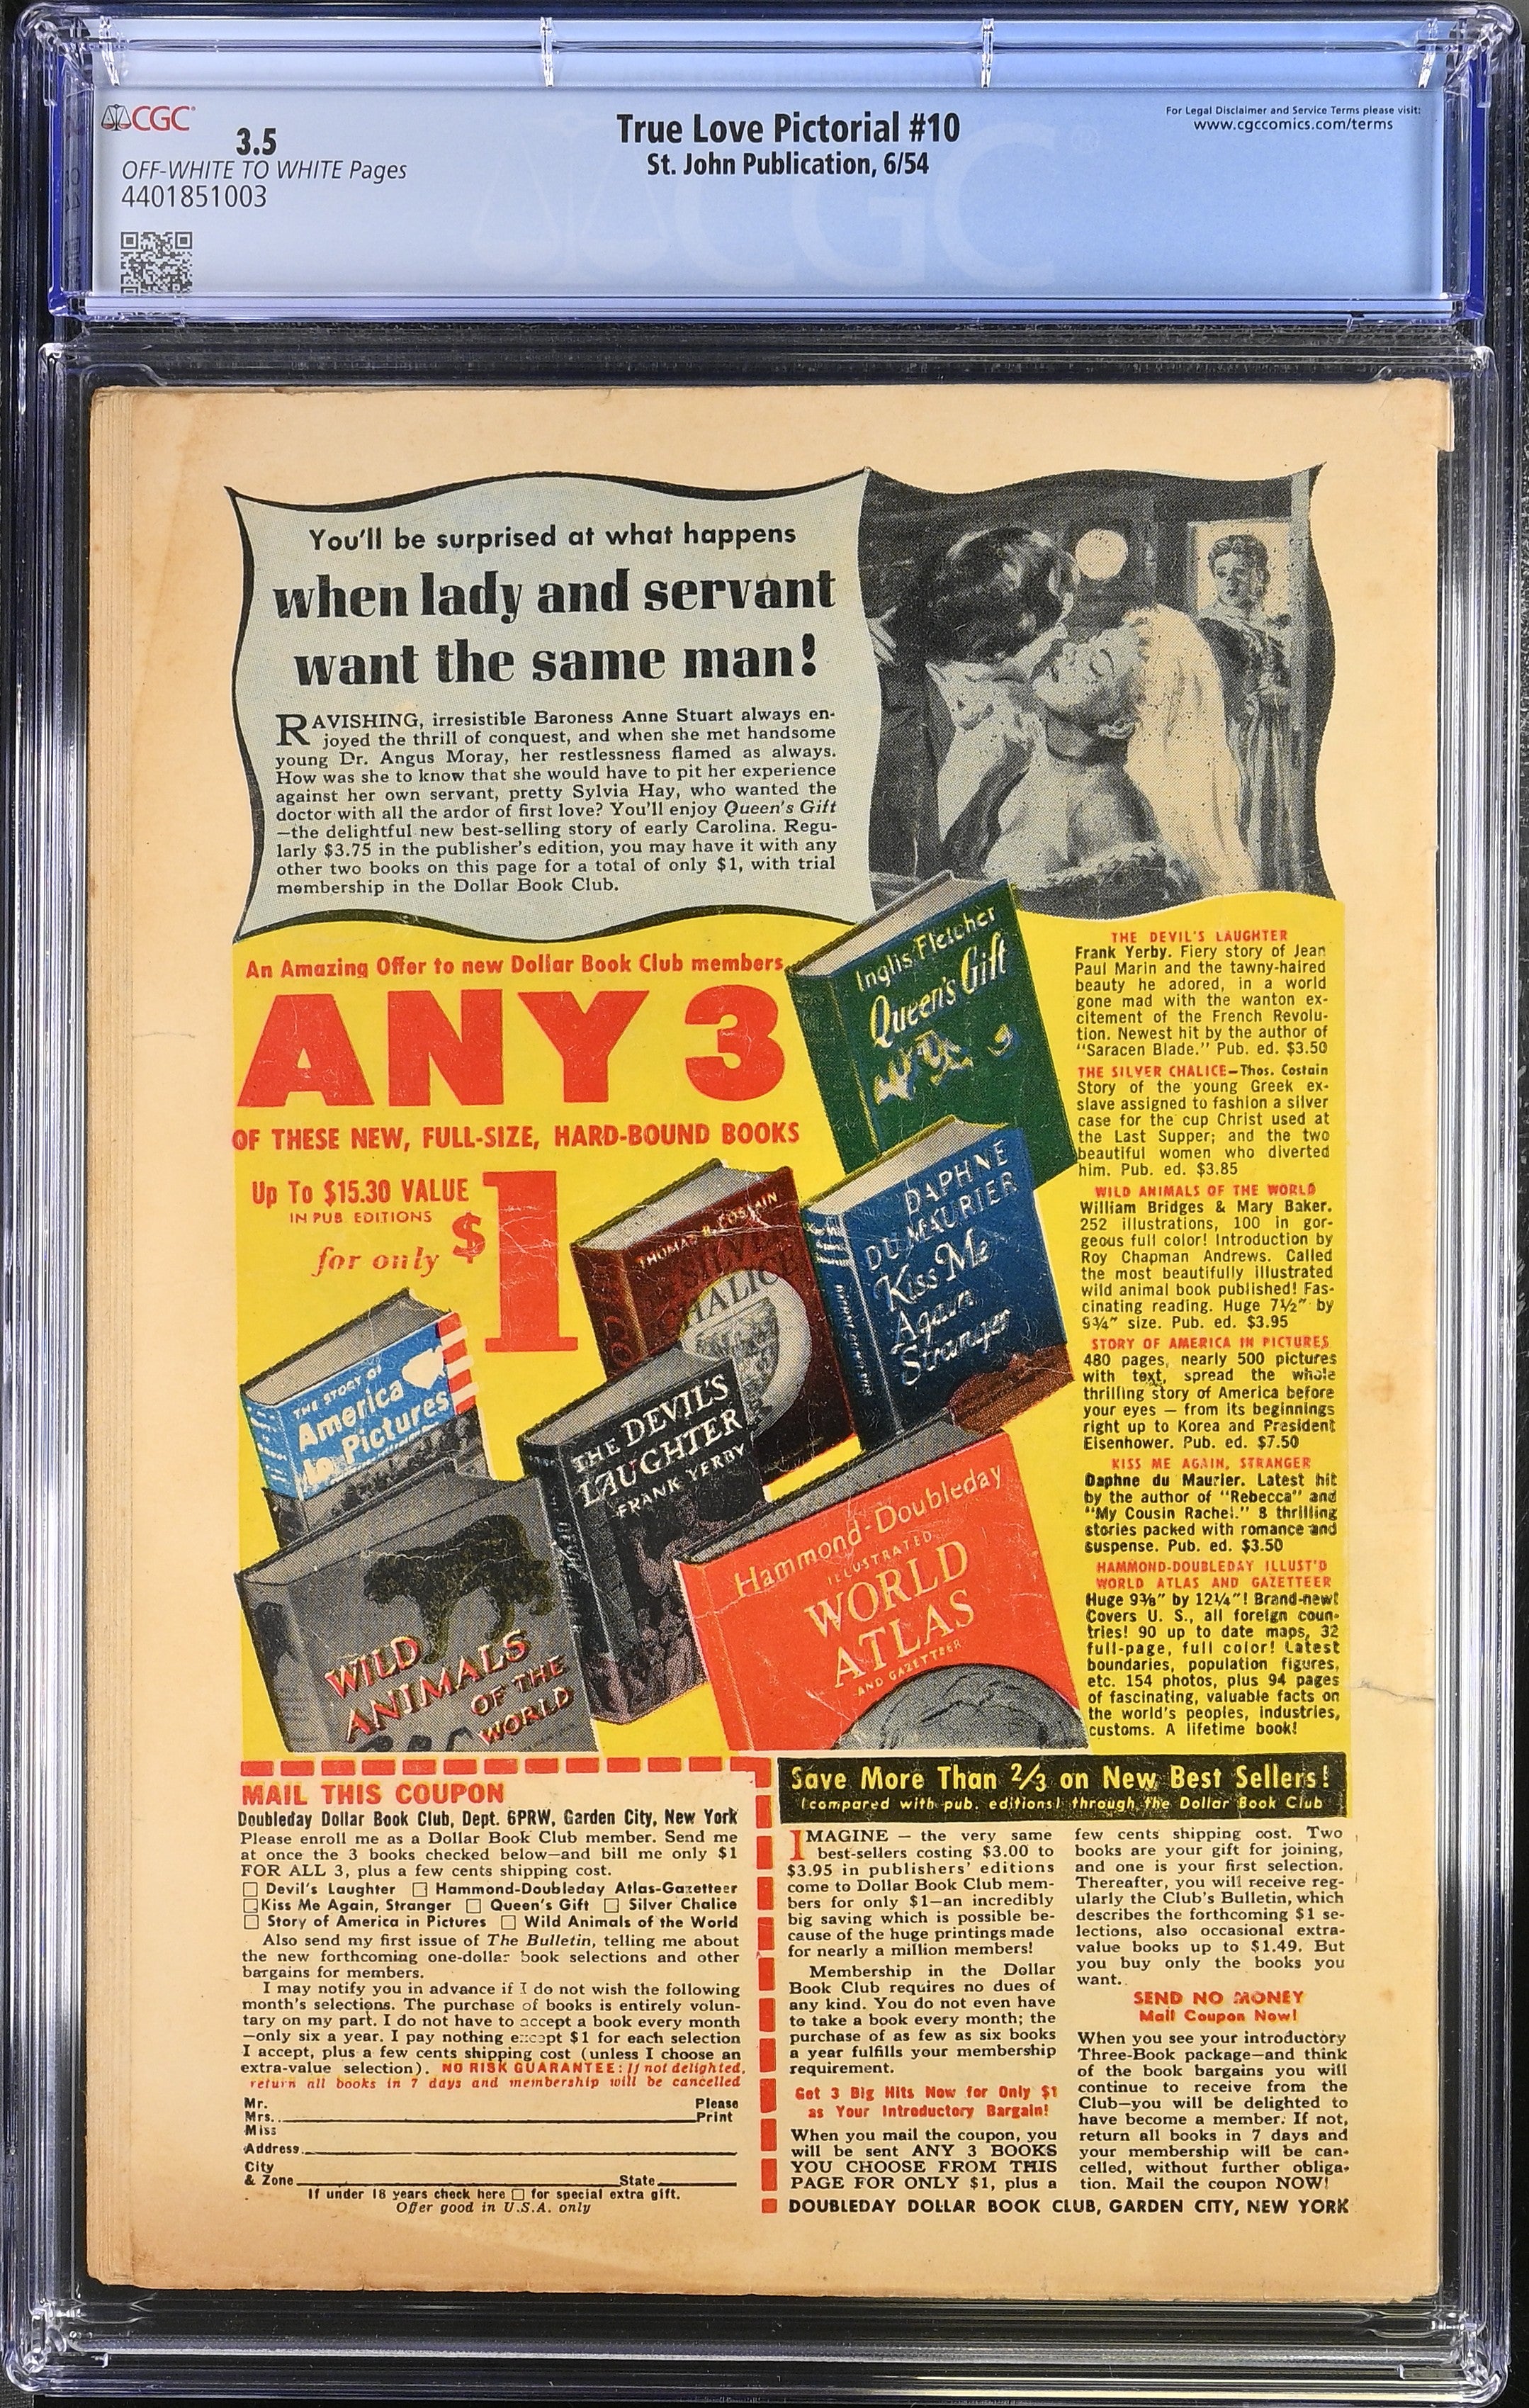 CGC
3.5
OFF-WHITE TO WHITE Pages
4401851003
True Love Pictorial #10
St. John Publication, 6/54
For Legal Disclaimer and Service Terms please visit:
www.cgccomics.com/terms
You'll be surprised at what happens
when lady and servant
want the same man!
RAVISHING, irresistible Baroness Anne Stuart always en-
joyed the thrill of conquest, and when she met handsome
young Dr. Angus Moray, her restlessness flamed as always.
How was she to know that she would have to pit her experience
against her own servant, pretty Sylvia Hay, who wanted the
doctor with all the ardor of first love? You'll enjoy Queen's Gift
—the delightful new best-selling story of early Carolina. Regu-
larly $3.75 in the publisher's edition, you may have it with any
other two books on this page for a total of only $1, with trial
membership in the Dollar Book Club.
An Amazing Offer to new Dollar Book Club members
ANY 3
OF THESE NEW, FULL-SIZE, HARD-BOUND BOOKS
Up To $15.30 VALUE
IN PUB. EDITIONS
for only $1
Inglis Fletcher
Queen's Gift
THOMAS B. COSTAIN
SILVER
CHALICE
DAPHNE
DU MAURIER
Kiss Me
Again,
Stranger
THE STORY OF
America
in Pictures
THE DEVIL'S
LAUGHTER
FRANK YERBY
WILD
ANIMALS
OF THE
WORLD
Hammond-Doubleday
ILLUSTRATED
WORLD
ATLAS
AND GAZETTEER
THE DEVIL'S LAUGHTER
Frank Yerby. Fiery story of Jean
Paul Marin and the tawny-haired
beauty he adored, in a world
gone mad with the wanton ex-
citement of the French Revolu-
tion. Newest hit by the author of
"Saracen Blade." Pub. ed. $3.50
THE SILVER CHALICE—Thos. Costain
Story of the young Greek ex-
slave assigned to fashion a silver
case for the cup Christ used at
the Last Supper; and the two
beautiful women who diverted
him. Pub. ed. $3.85
WILD ANIMALS OF THE WORLD
William Bridges & Mary Baker.
252 illustrations, 100 in gor-
geous full color! Introduction by
Roy Chapman Andrews. Called
the most beautifully illustrated
wild animal book published! Fas-
cinating reading. Huge 7½" by
9¾" size. Pub. ed. $3.95
STORY OF AMERICA IN PICTURES
480 pages, nearly 500 pictures
with text, spread the whole
thrilling story of America before
your eyes — from its beginnings
right up to Korea and President
Eisenhower. Pub. ed. $7.50
KISS ME AGAIN, STRANGER
Daphne du Maurier. Latest hit
by the author of "Rebecca" and
"My Cousin Rachel." 8 thrilling
stories packed with romance and
suspense. Pub. ed. $3.50
HAMMOND-DOUBLEDAY ILLUST'D
WORLD ATLAS AND GAZETTEER
Huge 9⅜" by 12¼"! Brand-new!
Covers U. S., all foreign coun-
tries! 90 up to date maps, 32
full-page, full color! Latest
boundaries, population figures,
etc. 154 photos, plus 94 pages
of fascinating, valuable facts on
the world's peoples, industries,
customs. A lifetime book!
MAIL THIS COUPON
Doubleday Dollar Book Club, Dept. 6PRW, Garden City, New York
Please enroll me as a Dollar Book Club member. Send me
at once the 3 books checked below—and bill me only $1
FOR ALL 3, plus a few cents shipping cost.
☐ Devil's Laughter ☐ Hammond-Doubleday Atlas-Gazetteer
☐ Kiss Me Again, Stranger ☐ Queen's Gift ☐ Silver Chalice
☐ Story of America in Pictures ☐ Wild Animals of the World
Also send my first issue of The Bulletin, telling me about
the new forthcoming one-dollar book selections and other
bargains for members.
I may notify you in advance if I do not wish the following
month's selections. The purchase of books is entirely volun-
tary on my part. I do not have to accept a book every month
—only six a year. I pay nothing except $1 for each selection
I accept, plus a few cents shipping cost (unless I choose an
extra-value selection). NO RISK GUARANTEE: If not delighted,
return all books in 7 days and membership will be cancelled
Mr.
Mrs. Please
Miss Print
Address
City
& Zone State
If under 18 years check here ☐ for special extra gift.
Offer good in U.S.A. only
Save More Than 2/3 on New Best Sellers!
(compared with pub. editions) through the Dollar Book Club
IMAGINE — the very same
best-sellers costing $3.00 to
$3.95 in publishers' editions
come to Dollar Book Club mem-
bers for only $1—an incredibly
big saving which is possible be-
cause of the huge printings made
for nearly a million members!
Membership in the Dollar
Book Club requires no dues of
any kind. You do not even have
to take a book every month; the
purchase of as few as six books
a year fulfills your membership
requirement.
Get 3 Big Hits Now for Only $1
as Your Introductory Bargain!
When you mail the coupon, you
will be sent ANY 3 BOOKS
YOU CHOOSE FROM THIS
PAGE FOR ONLY $1, plus a
few cents shipping cost. Two
books are your gift for joining,
and one is your first selection.
Thereafter, you will receive reg-
ularly the Club's Bulletin, which
describes the forthcoming $1 se-
lections, also occasional extra-
value books up to $1.49. But
you buy only the books you
want.
SEND NO MONEY
Mail Coupon Now!
When you see your introductory
Three-Book package—and think
of the book bargains you will
continue to receive from the
Club—you will be delighted to
have become a member. If not,
return all books in 7 days and
your membership will be can-
celled, without further obliga-
tion. Mail the coupon NOW!
DOUBLEDAY DOLLAR BOOK CLUB, GARDEN CITY, NEW YORK